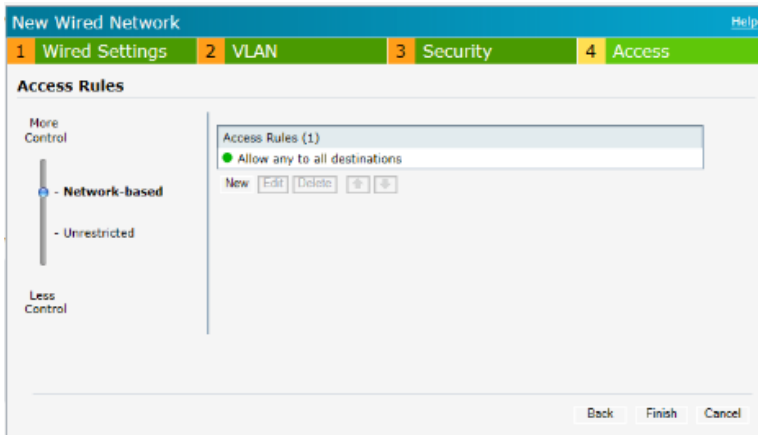 New Wired Network
Help
1 Wired Settings 2 VLAN 3 Security 4 Access
Access Rules
More
Control
- Network-based
- Unrestricted
Less
Control
Access Rules (1)
Allow any to all destinations
New Edit Delete
Back Finish Cancel